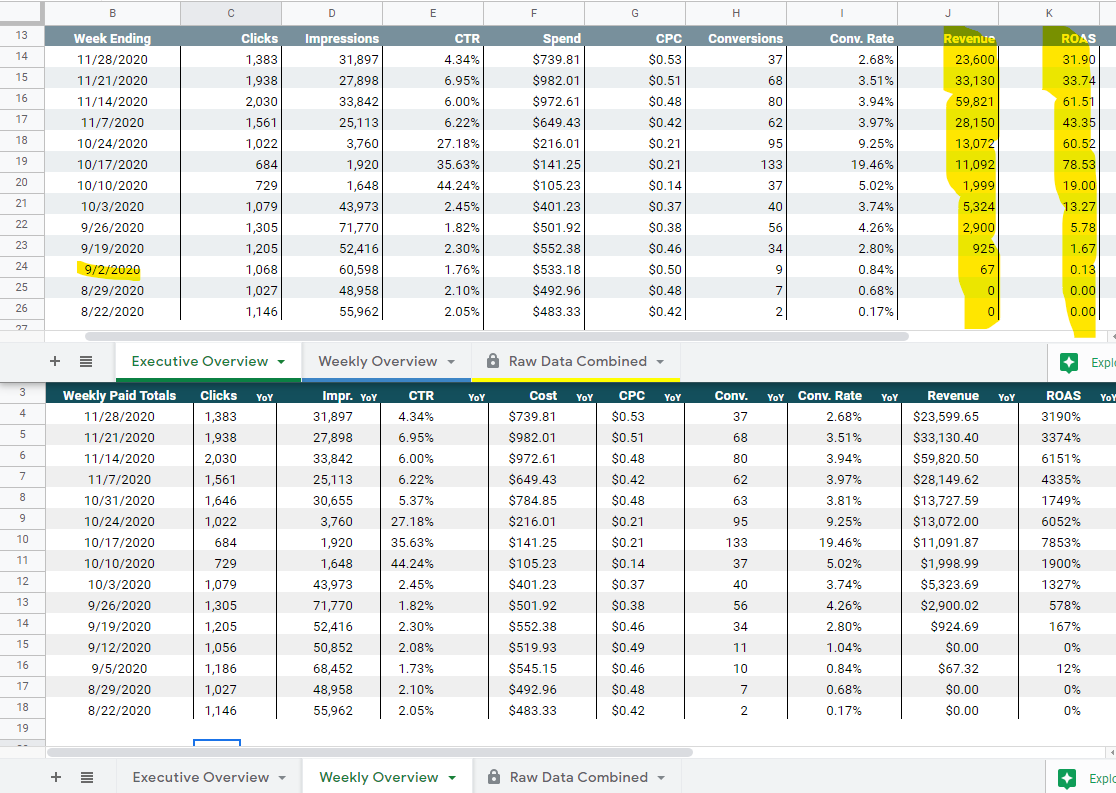 B C D E F G H I J K
13 Week Ending Clicks Impressions CTR Spend CPC Conversions Conv. Rate Revenue ROAS
14 11/28/2020 1,383 31,897 4.34% $739.81 $0.53 37 2.68% 23,600 31.90
15 11/21/2020 1,938 27,898 6.95% $982.01 $0.51 68 3.51% 33,130 33.74
16 11/14/2020 2,030 33,842 6.00% $972.61 $0.48 80 3.94% 59,821 61.51
17 11/7/2020 1,561 25,113 6.22% $649.43 $0.42 62 3.97% 28,150 43.35
18 10/24/2020 1,022 3,760 27.18% $216.01 $0.21 95 9.25% 13,072 60.52
19 10/17/2020 684 1,920 35.63% $141.25 $0.21 133 19.46% 11,092 78.53
20 10/10/2020 729 1,648 44.24% $105.23 $0.14 37 5.02% 1,999 19.00
21 10/3/2020 1,079 43,973 2.45% $401.23 $0.37 40 3.74% 5,324 13.27
22 9/26/2020 1,305 71,770 1.82% $501.92 $0.38 56 4.26% 2,900 5.78
23 9/19/2020 1,205 52,416 2.30% $552.38 $0.46 34 2.80% 925 1.67
24 9/2/2020 1,068 60,598 1.76% $533.18 $0.50 9 0.84% 67 0.13
25 8/29/2020 1,027 48,958 2.10% $492.96 $0.48 7 0.68% 0 0.00
26 8/22/2020 1,146 55,962 2.05% $483.33 $0.42 2 0.17% 0 0.00
27
+ Executive Overview Weekly Overview Raw Data Combined Explo
3 Weekly Paid Totals Clicks YoY Impr. YoY CTR YoY Cost YoY CPC YoY Conv. YoY Conv. Rate YoY Revenue YoY ROAS YoY
4 11/28/2020 1,383 31,897 4.34% $739.81 $0.53 37 2.68% $23,599.65 3190%
5 11/21/2020 1,938 27,898 6.95% $982.01 $0.51 68 3.51% $33,130.40 3374%
6 11/14/2020 2,030 33,842 6.00% $972.61 $0.48 80 3.94% $59,820.50 6151%
7 11/7/2020 1,561 25,113 6.22% $649.43 $0.42 62 3.97% $28,149.62 4335%
8 10/31/2020 1,646 30,655 5.37% $784.85 $0.48 63 3.81% $13,727.59 1749%
9 10/24/2020 1,022 3,760 27.18% $216.01 $0.21 95 9.25% $13,072.00 6052%
10 10/17/2020 684 1,920 35.63% $141.25 $0.21 133 19.46% $11,091.87 7853%
11 10/10/2020 729 1,648 44.24% $105.23 $0.14 37 5.02% $1,998.99 1900%
12 10/3/2020 1,079 43,973 2.45% $401.23 $0.37 40 3.74% $5,323.69 1327%
13 9/26/2020 1,305 71,770 1.82% $501.92 $0.38 56 4.26% $2,900.02 578%
14 9/19/2020 1,205 52,416 2.30% $552.38 $0.46 34 2.80% $924.69 167%
15 9/12/2020 1,056 50,852 2.08% $519.93 $0.49 11 1.04% $0.00 0%
16 9/5/2020 1,186 68,452 1.73% $545.15 $0.46 10 0.84% $67.32 12%
17 8/29/2020 1,027 48,958 2.10% $492.96 $0.48 7 0.68% $0.00 0%
18 8/22/2020 1,146 55,962 2.05% $483.33 $0.42 2 0.17% $0.00 0%
19
+ Executive Overview Weekly Overview Raw Data Combined Explo